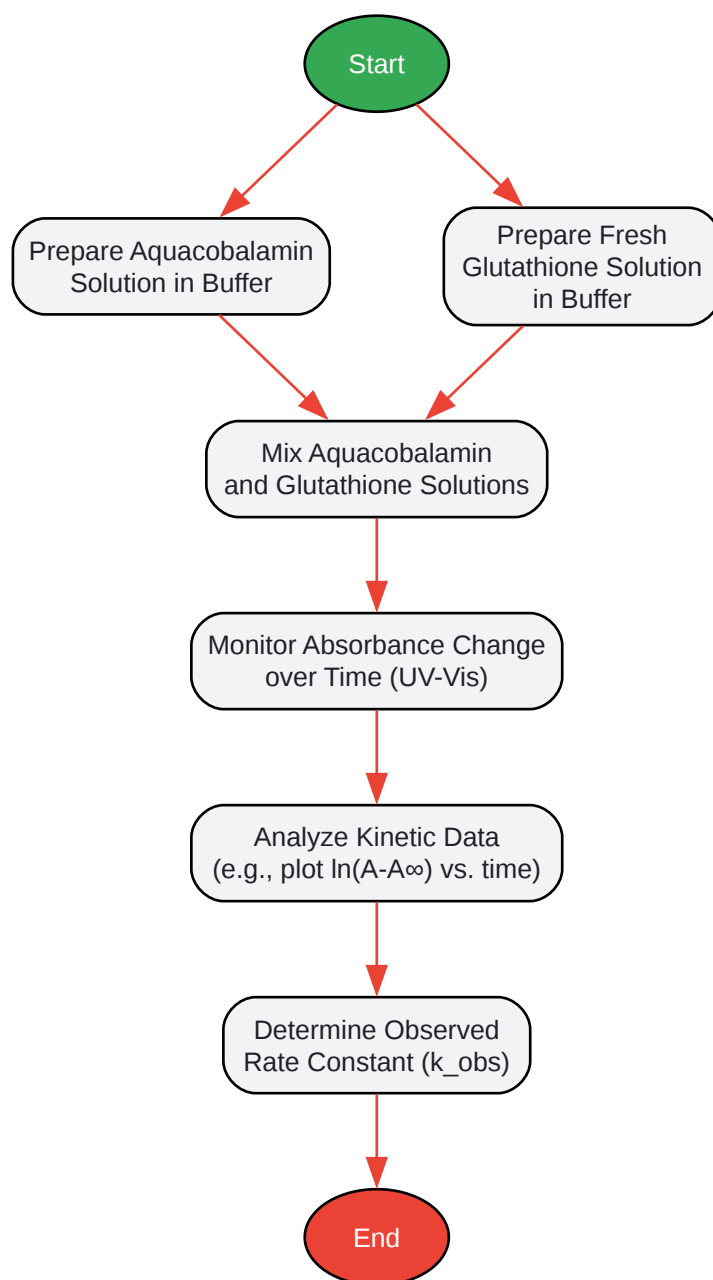 Start
Prepare Aquacobalamin
Solution in Buffer
Prepare Fresh
Glutathione Solution
in Buffer
Mix Aquacobalamin
and Glutathione Solutions
Monitor Absorbance Change
over Time (UV-Vis)
Analyze Kinetic Data
(e.g., plot ln(A-A∞) vs. time)
Determine Observed
Rate Constant (k_obs)
End